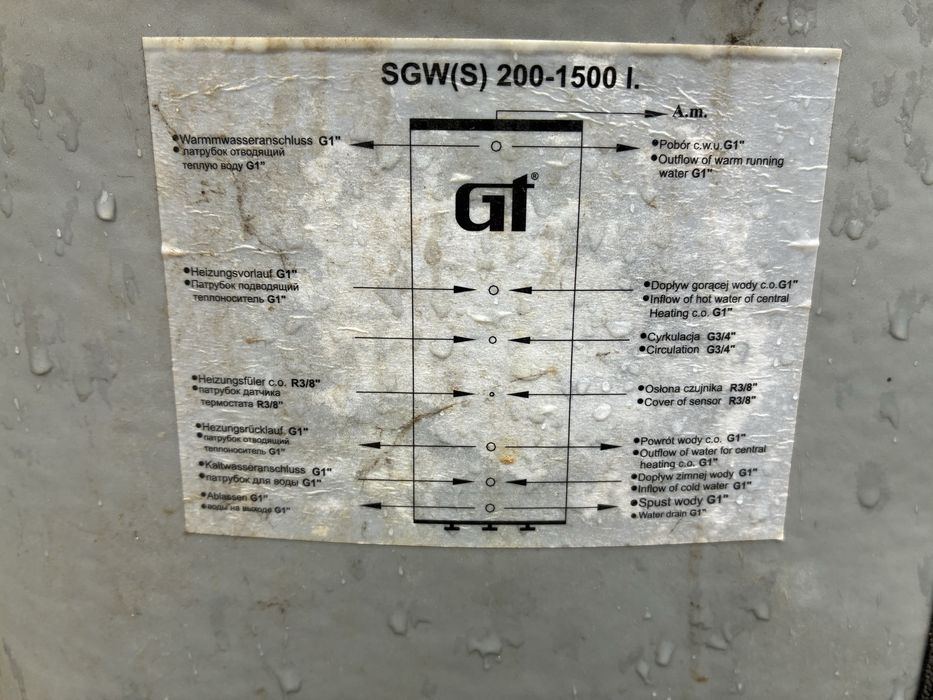 SGW(S) 200-1500 l.
A.m.
Warmmwasseranschluss G1"
патрубок отводящий
теплую воду G1"
Pobór c.w.u.G1"
Outflow of warm running
water G1"
Gt®
Heizungsvorlauf G1"
Патрубок подводящий
теплоноситель G1"
Dopływ gorącej wody c.o.G1"
Inflow of hot water of central
Heating c.o. G1"
Cyrkulacja G3/4"
Circulation G3/4"
Heizungsfüler c.o. R3/8"
патрубок датчика
термостата R3/8"
Osłona czujnika R3/8"
Cover of sensor R3/8"
Hezungsrücklauf G1"
патрубок отводящий
теплоноситель G1"
Powrót wody c.o. G1"
Outflow of water for central
heating c.o. G1"
Kaltwasseranschluss G1"
патрубок для воды G1"
Dopływ zimnej wody G1"
Inflow of cold water G1"
Ablassen G1"
воды на выходе G1"
Spust wody G1"
Water drain G1"